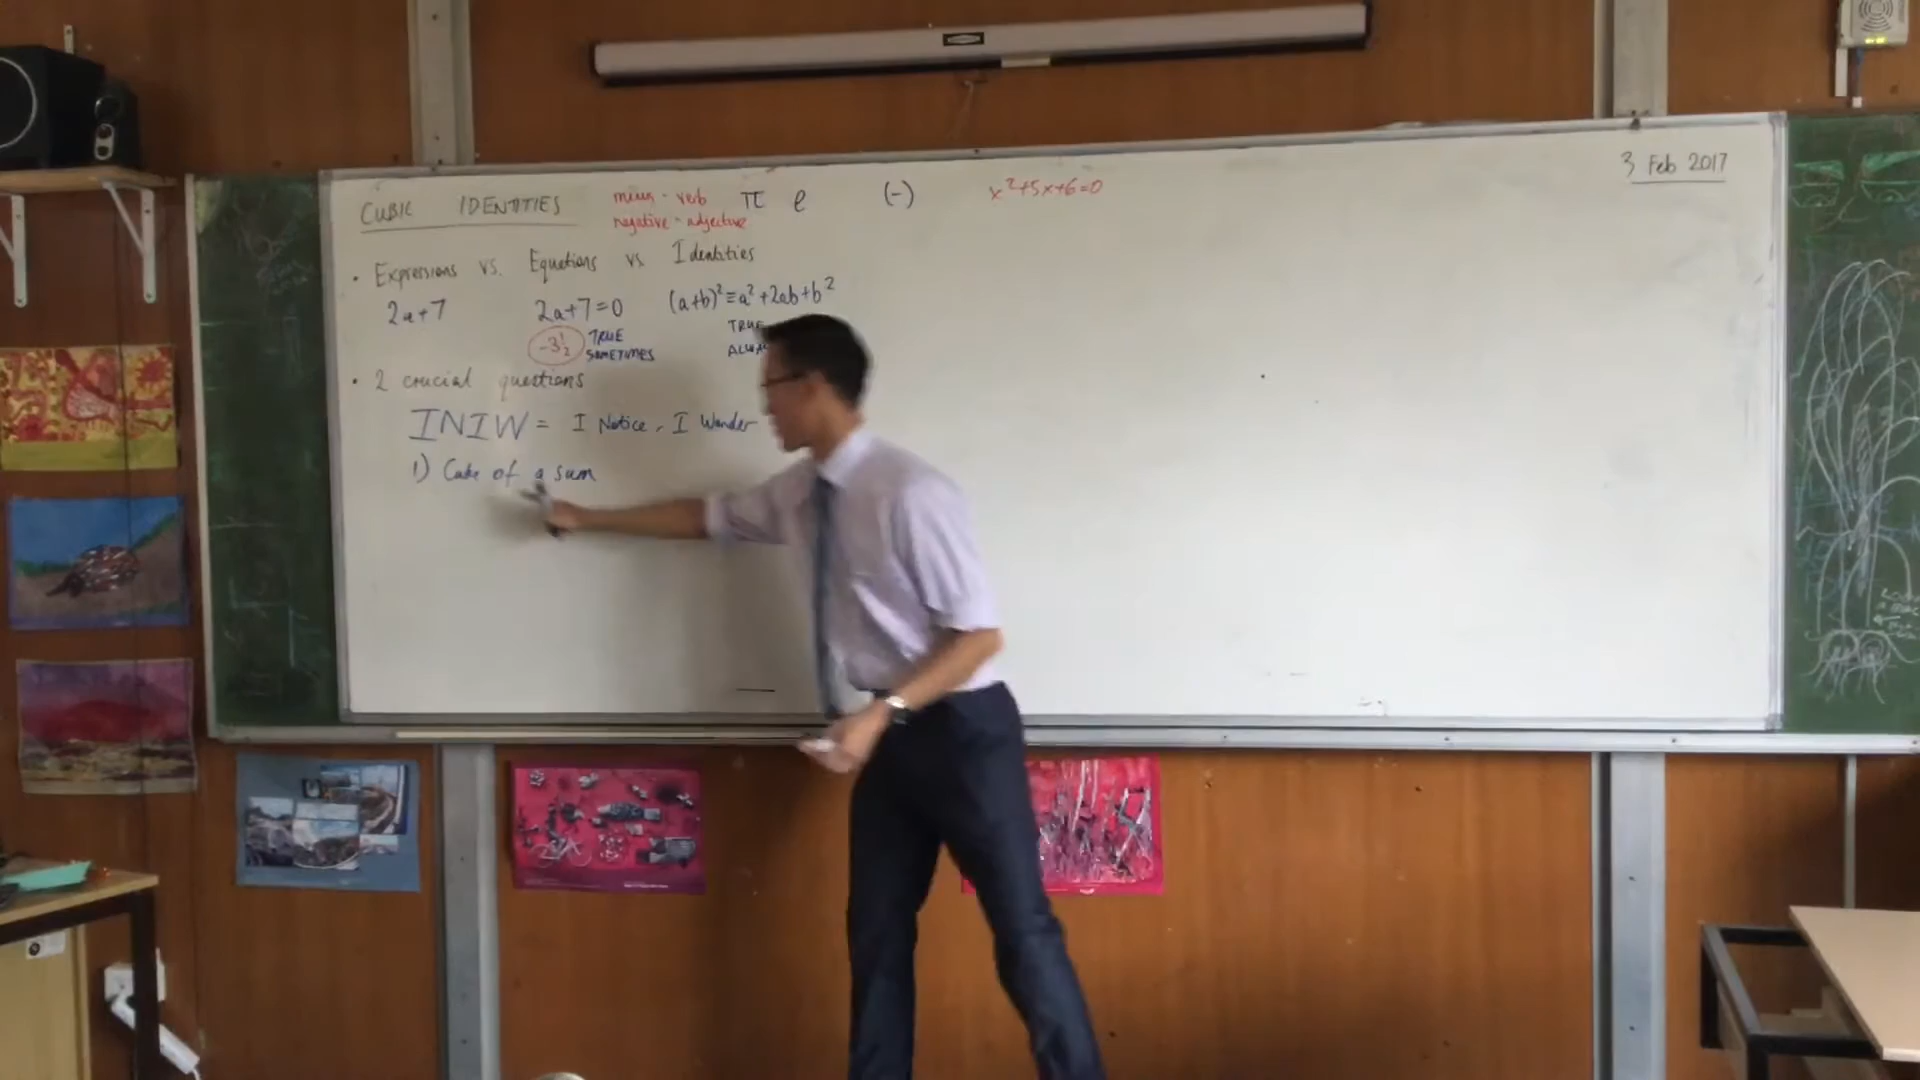 3 Feb 2017
CUBIC IDENTITIES
minus - verb
negative - adjective
π e (-)
x²+5x+6=0
• Expressions vs. Equations vs Identities
2a+7 2a+7=0 (a+b)²≡a²+2ab+b²
-3½ TRUE SOMETIMES
TRUE
• 2 crucial questions
INIW = I Notice, I Wonder
1) Cube of a sum